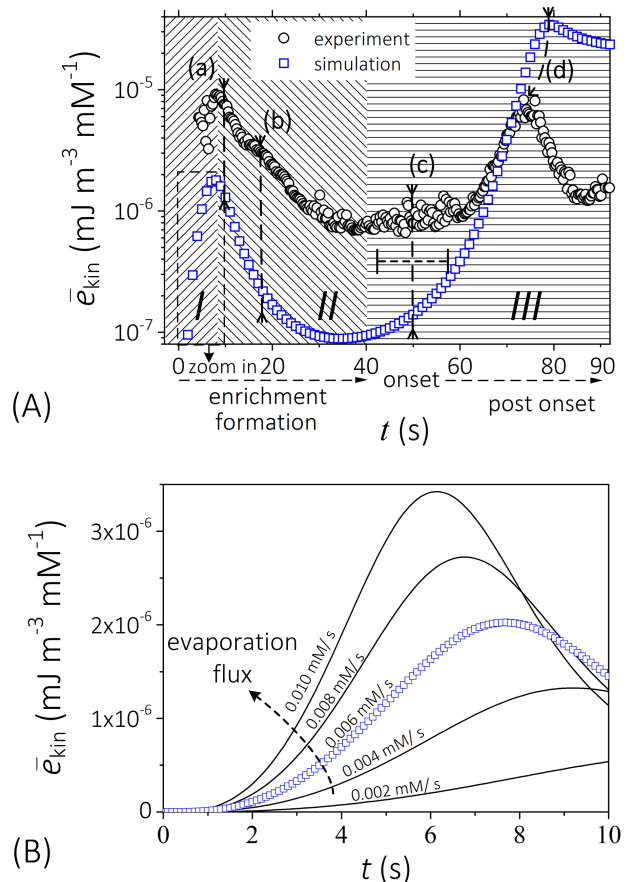 (A)
ēkin (mJ m⁻³ mM⁻¹)
10⁻⁵
10⁻⁶
10⁻⁷
experiment
simulation
(a)
(b)
(c)
(d)
I
II
III
0 zoom in 20 40 60 80
enrichment formation
onset
post onset
t (s)
(B)
ēkin (mJ m⁻³ mM⁻¹)
3x10⁻⁶
2x10⁻⁶
1x10⁻⁶
0
evaporation
flux
0.010 mM/s
0.008 mM/s
0.006 mM/s
0.004 mM/s
0.002 mM/s
0 2 4 6 8 10
t (s)